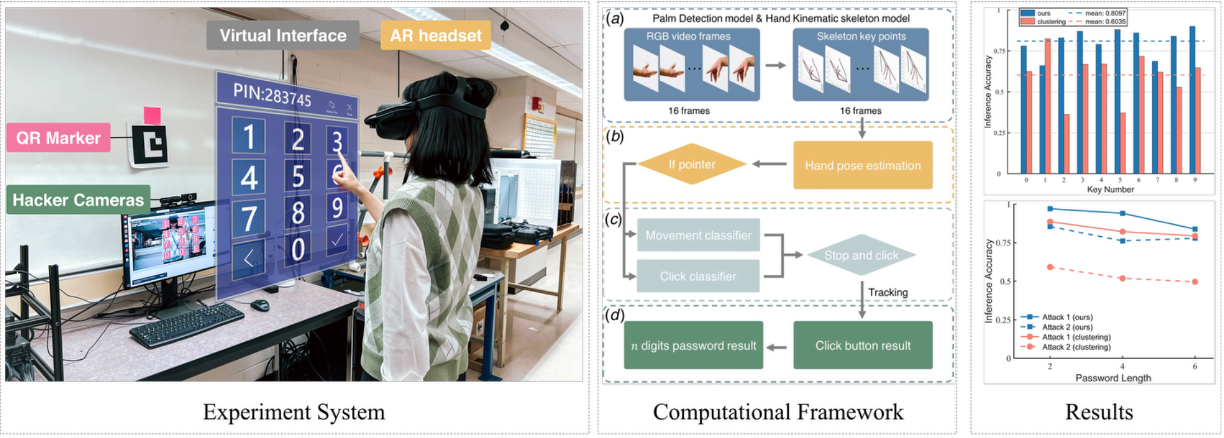 Virtual Interface
AR headset
QR Marker
Hacker Cameras
PIN:283745
1 2 3
4 5 6
7 8 9
0
Experiment System
(a)
Palm Detection model & Hand Kinematic skeleton model
RGB video frames
Skeleton key points
16 frames
16 frames
(b)
If pointer
Hand pose estimation
(c)
Movement classifier
Click classifier
Stop and click
Tracking
(d)
n digits password result
Click button result
Computational Framework
ours
clustering
mean: 0.8097
mean: 0.6035
Inference Accuracy
1
0.75
0.5
0.25
0
0 1 2 3 4 5 6 7 8 9
Key Number
Inference Accuracy
1
0.75
0.5
0.25
0
Attack 1 (ours)
Attack 2 (ours)
Attack 1 (clustering)
Attack 2 (clustering)
2 4 6
Password Length
Results